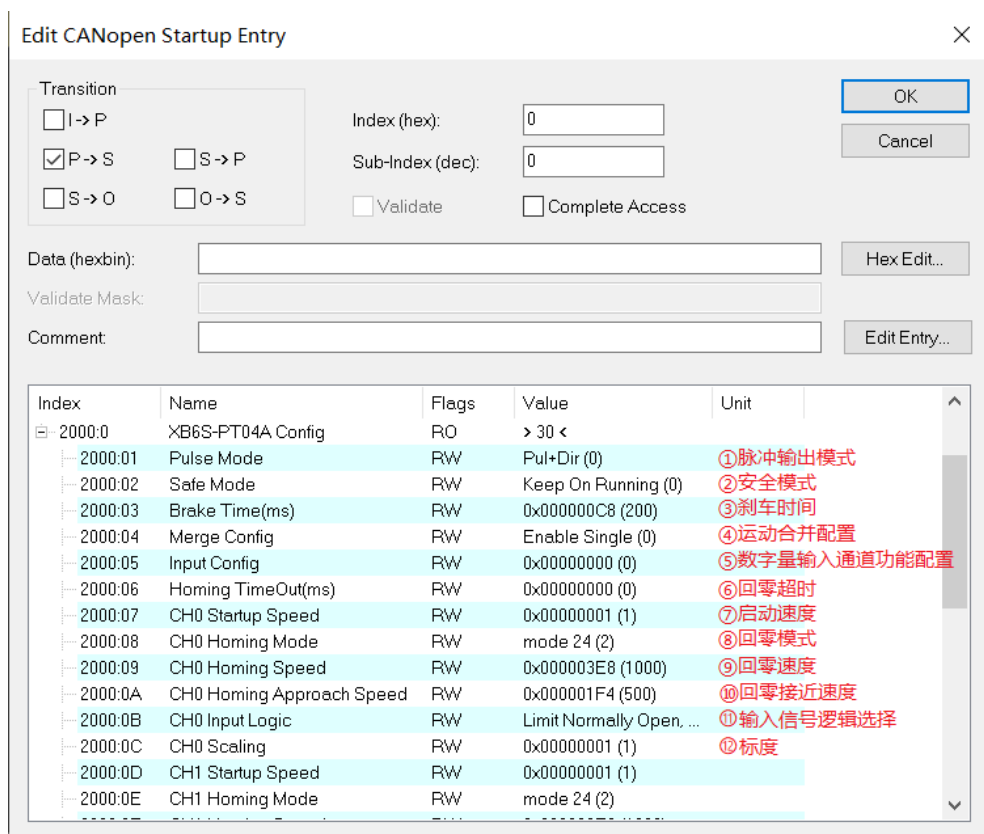 Edit CANopen Startup Entry
Transition
I -> P
P -> S
S -> P
S -> O
O -> S
Index (hex):
0
Sub-Index (dec):
0
Validate
Complete Access
OK
Cancel
Data (hexbin):
Hex Edit...
Validate Mask:
Comment:
Edit Entry...
Index Name Flags Value Unit
2000:0 XB6S-PT04A Config RO > 30 <
2000:01 Pulse Mode RW Pul+Dir (0) ①脉冲输出模式
2000:02 Safe Mode RW Keep On Running (0) ②安全模式
2000:03 Brake Time(ms) RW 0x000000C8 (200) ③刹车时间
2000:04 Merge Config RW Enable Single (0) ④运动合并配置
2000:05 Input Config RW 0x00000000 (0) ⑤数字量输入通道功能配置
2000:06 Homing TimeOut(ms) RW 0x00000000 (0) ⑥回零超时
2000:07 CH0 Startup Speed RW 0x00000001 (1) ⑦启动速度
2000:08 CH0 Homing Mode RW mode 24 (2) ⑧回零模式
2000:09 CH0 Homing Speed RW 0x000003E8 (1000) ⑨回零速度
2000:0A CH0 Homing Approach Speed RW 0x000001F4 (500) ⑩回零接近速度
2000:0B CH0 Input Logic RW Limit Normally Open, ... ⑪输入信号逻辑选择
2000:0C CH0 Scaling RW 0x00000001 (1) ⑫标度
2000:0D CH1 Startup Speed RW 0x00000001 (1)
2000:0E CH1 Homing Mode RW mode 24 (2)